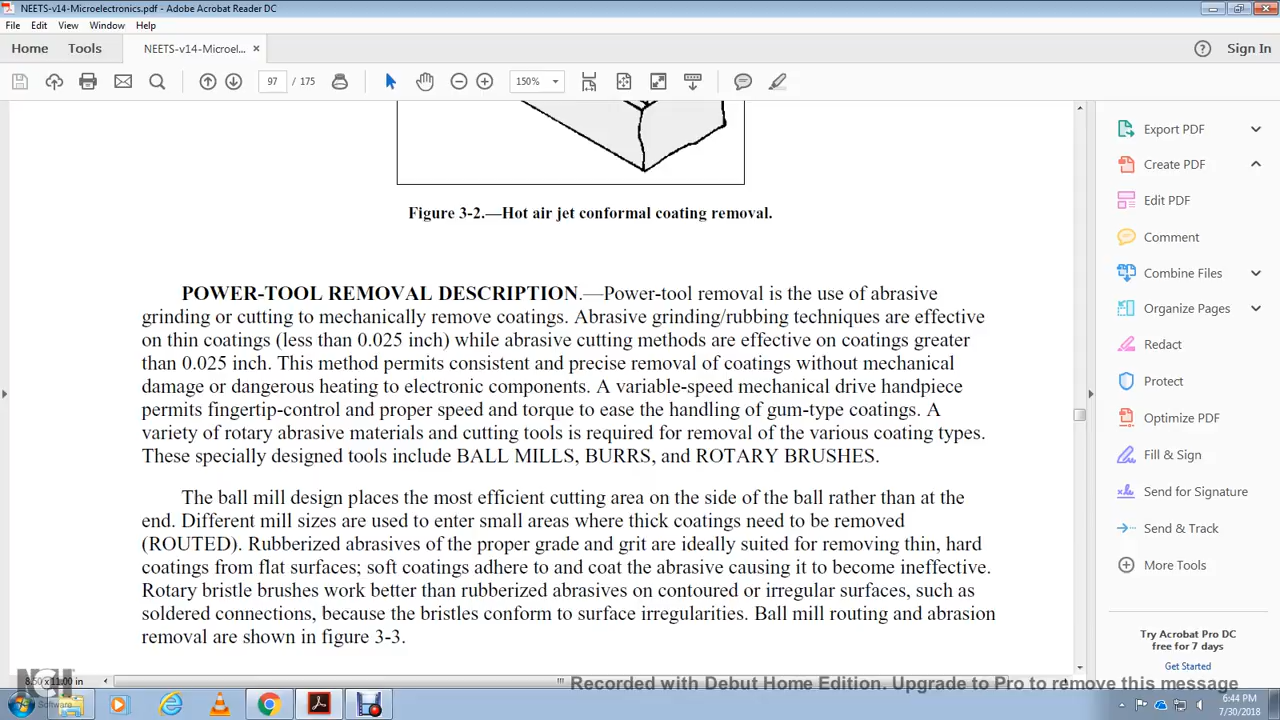 NEETS-v14-Microelectronics.pdf - Adobe Acrobat Reader DC
File Edit View Window Help
Home Tools NEETS-v14-Microel... × Sign In
97 / 175 150%
Figure 3-2.—Hot air jet conformal coating removal.
POWER-TOOL REMOVAL DESCRIPTION.—Power-tool removal is the use of abrasive
grinding or cutting to mechanically remove coatings. Abrasive grinding/rubbing techniques are effective
on thin coatings (less than 0.025 inch) while abrasive cutting methods are effective on coatings greater
than 0.025 inch. This method permits consistent and precise removal of coatings without mechanical
damage or dangerous heating to electronic components. A variable-speed mechanical drive handpiece
permits fingertip-control and proper speed and torque to ease the handling of gum-type coatings. A
variety of rotary abrasive materials and cutting tools is required for removal of the various coating types.
These specially designed tools include BALL MILLS, BURRS, and ROTARY BRUSHES.
The ball mill design places the most efficient cutting area on the side of the ball rather than at the
end. Different mill sizes are used to enter small areas where thick coatings need to be removed
(ROUTED). Rubberized abrasives of the proper grade and grit are ideally suited for removing thin, hard
coatings from flat surfaces; soft coatings adhere to and coat the abrasive causing it to become ineffective.
Rotary bristle brushes work better than rubberized abrasives on contoured or irregular surfaces, such as
soldered connections, because the bristles conform to surface irregularities. Ball mill routing and abrasion
removal are shown in figure 3-3.
Export PDF
Create PDF
Edit PDF
Comment
Combine Files
Organize Pages
Redact
Protect
Optimize PDF
Fill & Sign
Send for Signature
Send & Track
More Tools
Try Acrobat Pro DC
free for 7 days
Get Started
8.50 x 11.00 in
NCH Software
Recorded with Debut Home Edition. Upgrade to Pro to remove this message
6:44 PM
7/30/2018